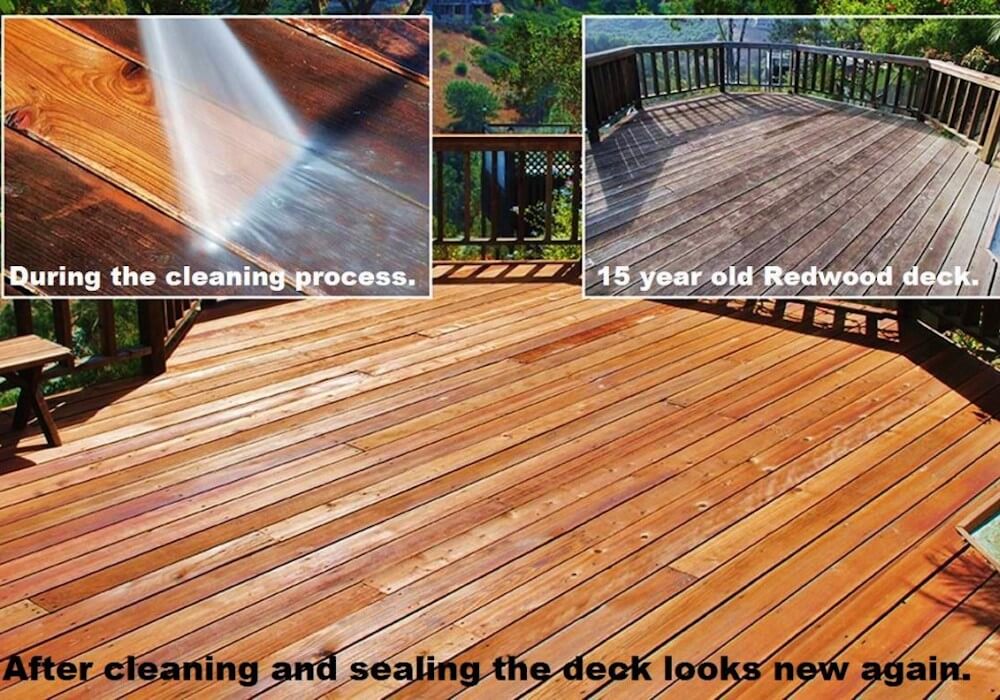 During the cleaning process.
15 year old Redwood deck.
After cleaning and sealing the deck looks new again.